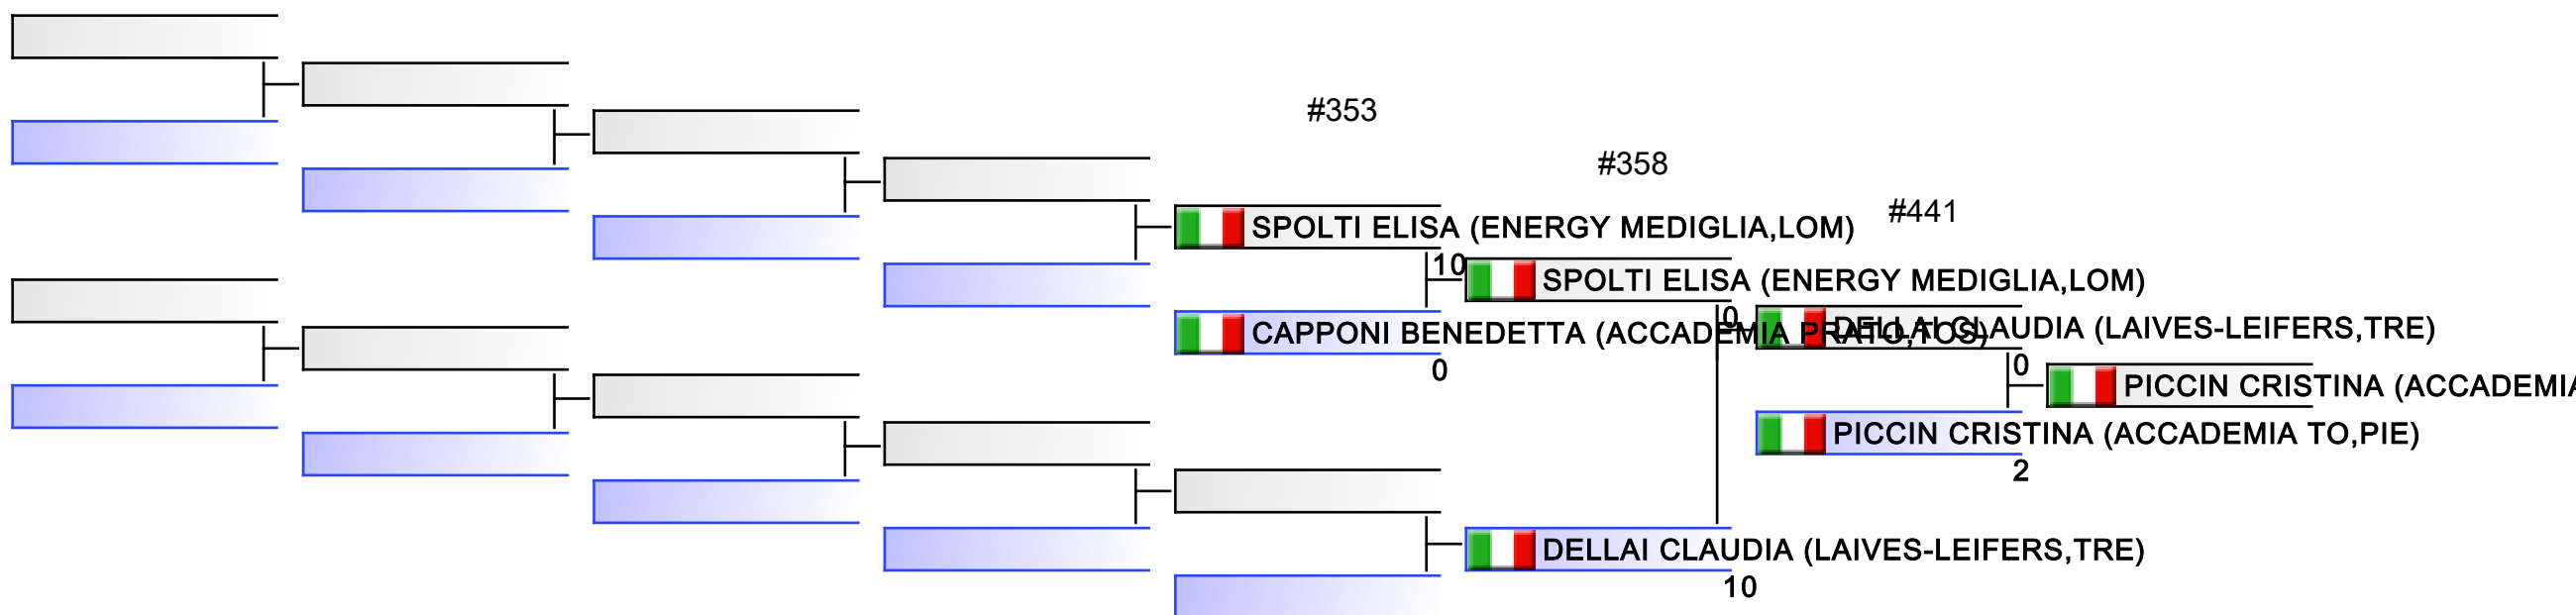 #353
#358
#441
SPOLTI ELISA (ENERGY MEDIGLIA,LOM)
10
SPOLTI ELISA (ENERGY MEDIGLIA,LOM)
0
CAPPONI BENEDETTA (ACCADEMIA PRATO,TOS)
0
DELLAI CLAUDIA (LAIVES-LEIFERS,TRE)
0
PICCIN CRISTINA (ACCADEMIA
PICCIN CRISTINA (ACCADEMIA TO,PIE)
2
DELLAI CLAUDIA (LAIVES-LEIFERS,TRE)
10